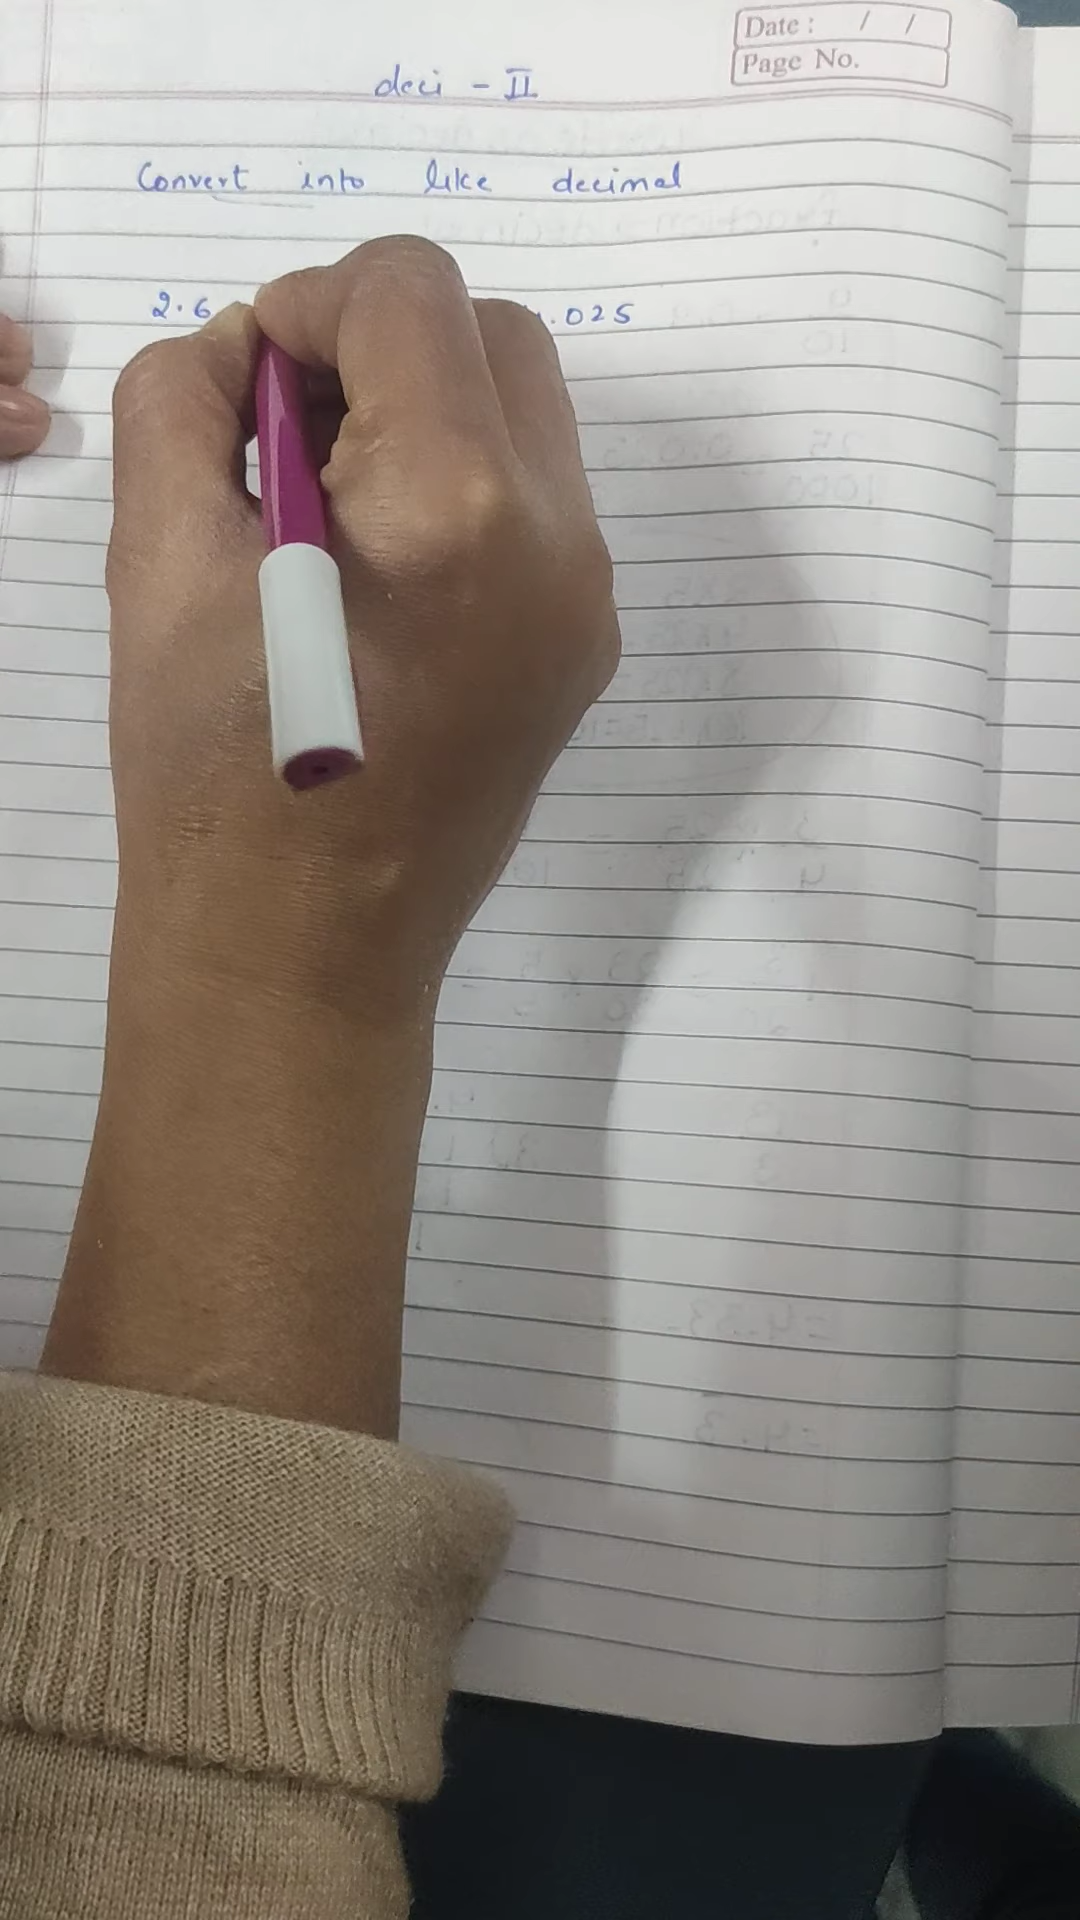 Date : / /
Page No.
deci - II
Convert into like decimal
2.6 .025